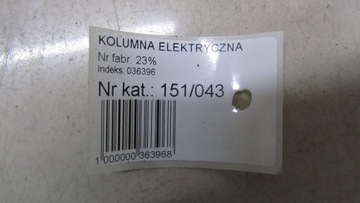 KOLUMNA ELEKTRYCZNA
Nr fabr. 23%
Indeks: 036396
Nr kat.: 151/043
1 000000 363968